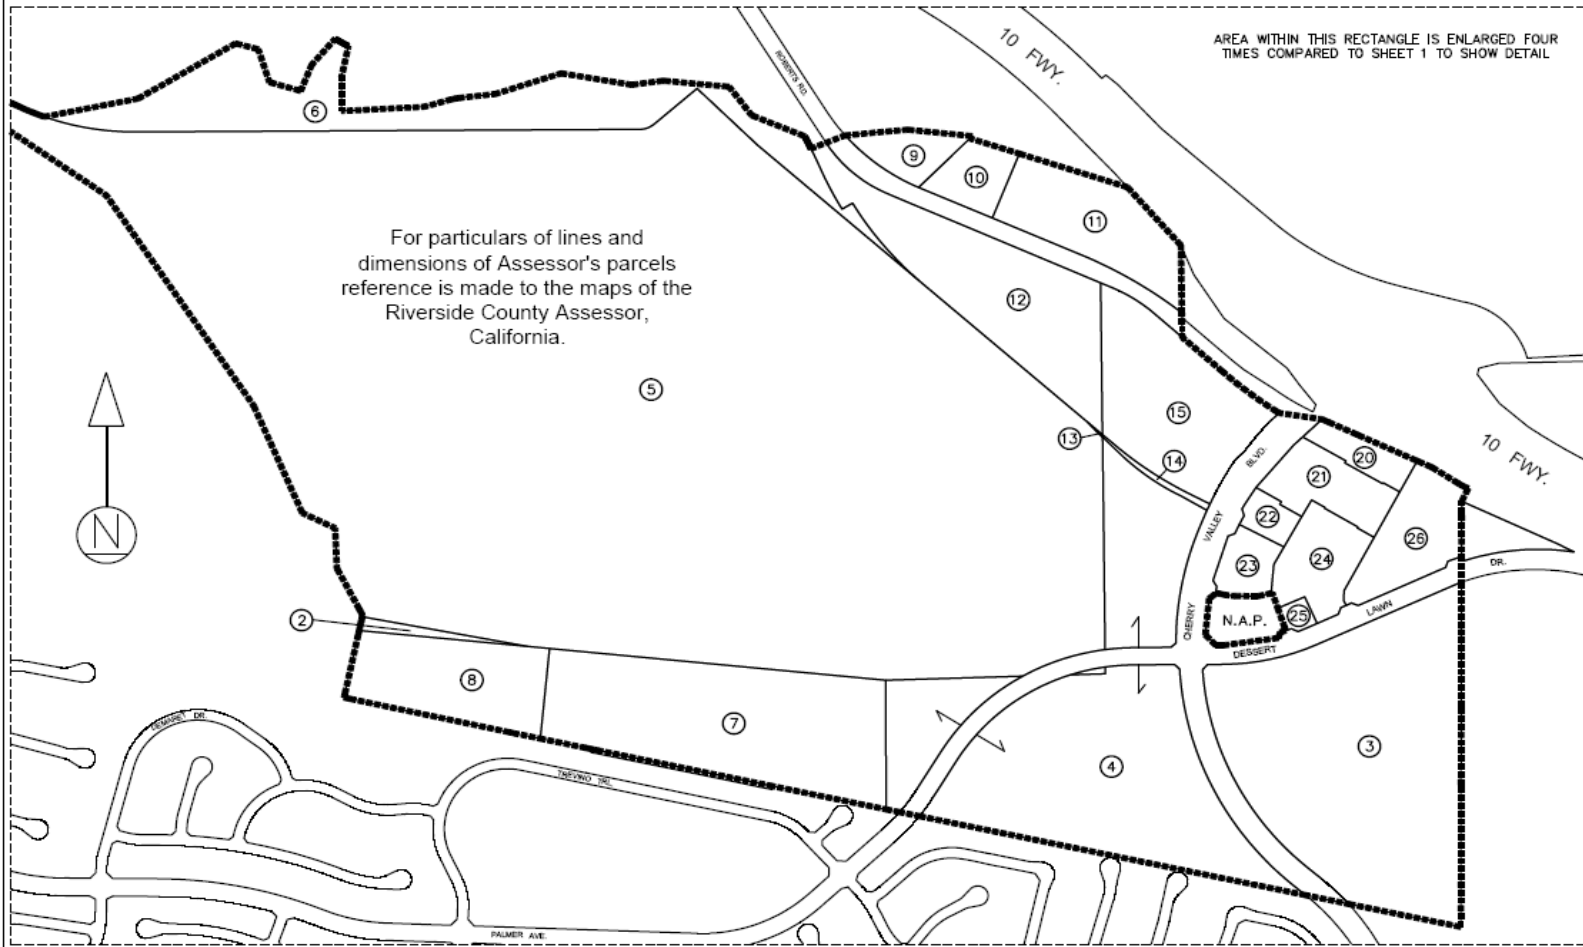 AREA WITHIN THIS RECTANGLE IS ENLARGED FOUR
TIMES COMPARED TO SHEET 1 TO SHOW DETAIL
10 FWY.
ROBERTS RD.
6
9
10
11
For particulars of lines and
dimensions of Assessor's parcels
reference is made to the maps of the
Riverside County Assessor,
California.
12
5
15
13
14
BLVD.
20
10 FWY.
21
22
VALLEY
26
N
23
24
DR.
2
CHERRY
N.A.P.
25
LAWN
DESSERT
8
7
DEMARET DR.
3
4
TREVINO TRL.
PALMER AVE.